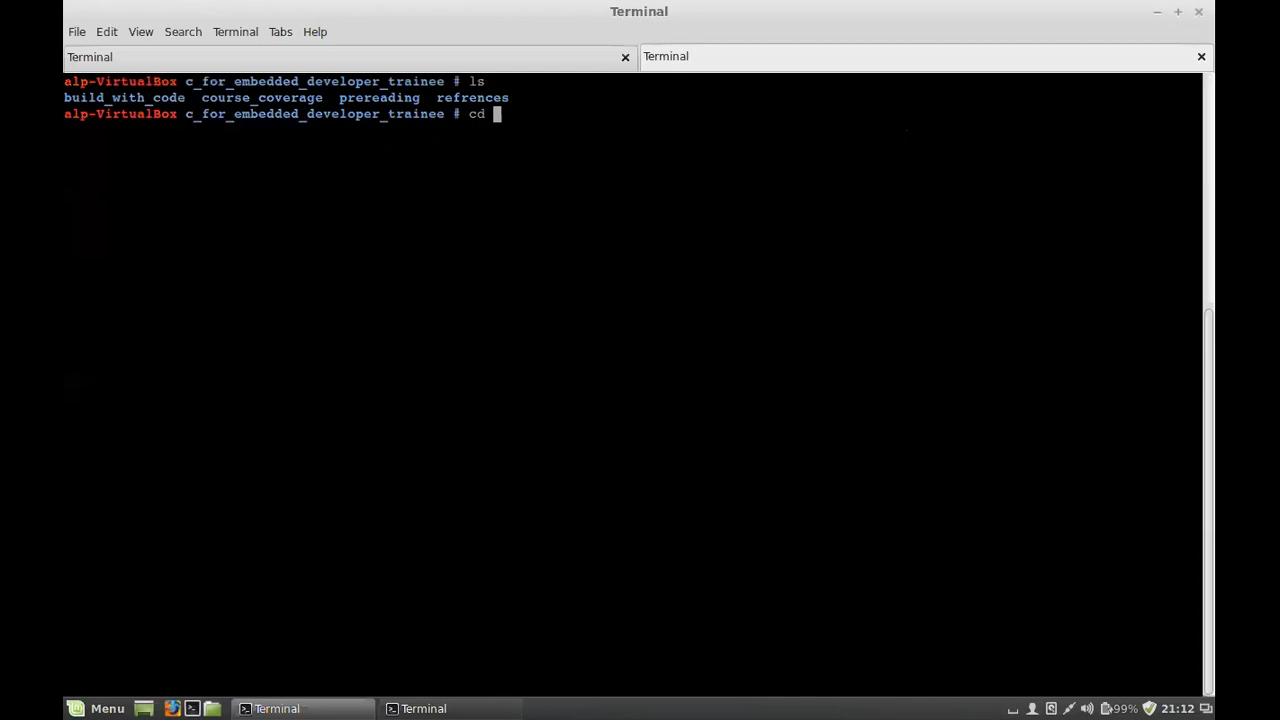 Terminal
File Edit View Search Terminal Tabs Help
Terminal Terminal
alp-VirtualBox c_for_embedded_developer_trainee # ls
build_with_code course_coverage prereading refrences
alp-VirtualBox c_for_embedded_developer_trainee # cd
Menu Terminal Terminal 99% 21:12